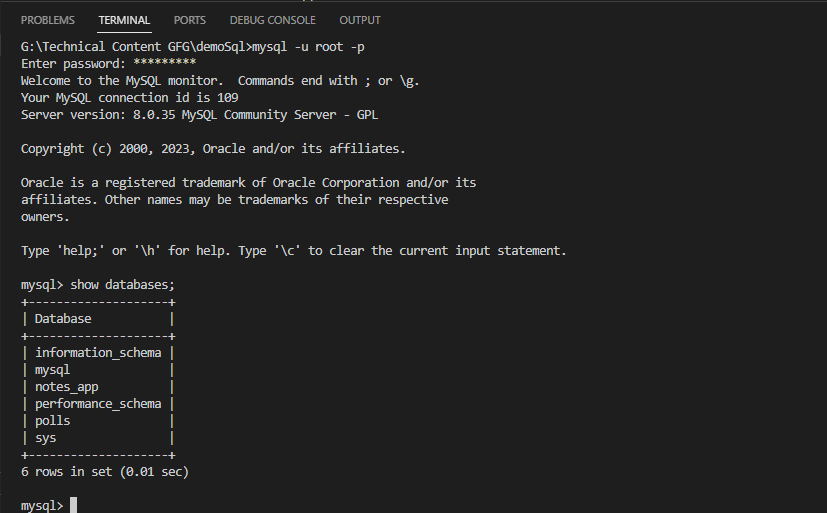 PROBLEMS TERMINAL PORTS DEBUG CONSOLE OUTPUT
G:\Technical Content GFG\demoSql>mysql -u root -p
Enter password: *********
Welcome to the MySQL monitor.  Commands end with ; or \g.
Your MySQL connection id is 109
Server version: 8.0.35 MySQL Community Server - GPL
Copyright (c) 2000, 2023, Oracle and/or its affiliates.
Oracle is a registered trademark of Oracle Corporation and/or its
affiliates. Other names may be trademarks of their respective
owners.
Type 'help;' or '\h' for help. Type '\c' to clear the current input statement.
mysql> show databases;
+--------------------+
| Database           |
+--------------------+
| information_schema |
| mysql              |
| notes_app          |
| performance_schema |
| polls              |
| sys                |
+--------------------+
6 rows in set (0.01 sec)
mysql>